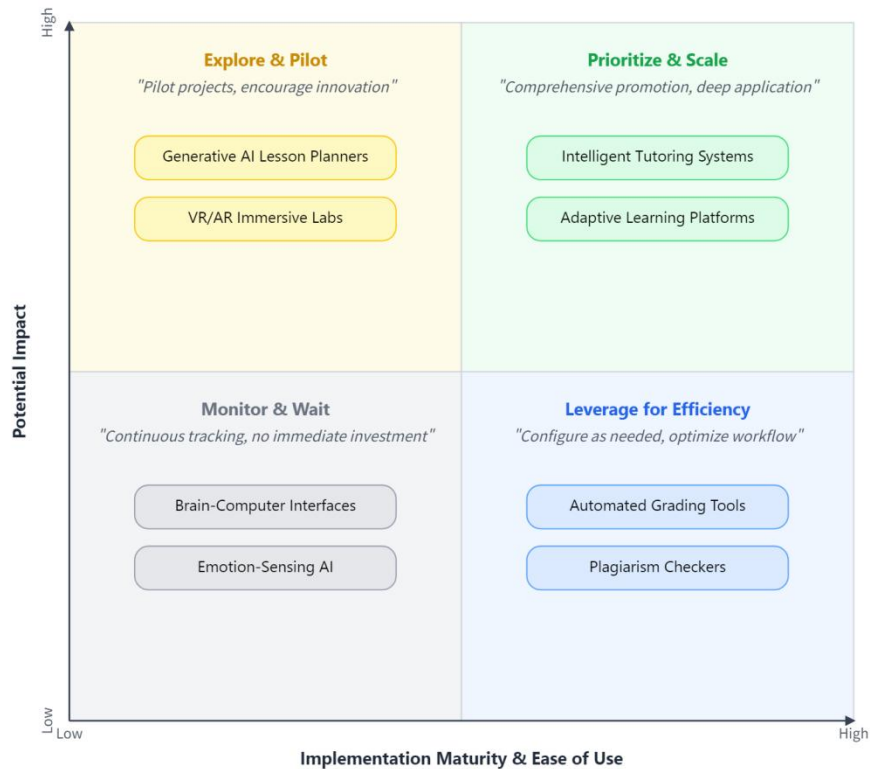 High
Explore & Pilot
"Pilot projects, encourage innovation"
Generative AI Lesson Planners
VR/AR Immersive Labs
Prioritize & Scale
"Comprehensive promotion, deep application"
Intelligent Tutoring Systems
Adaptive Learning Platforms
Potential Impact
Monitor & Wait
"Continuous tracking, no immediate investment"
Brain-Computer Interfaces
Emotion-Sensing AI
Leverage for Efficiency
"Configure as needed, optimize workflow"
Automated Grading Tools
Plagiarism Checkers
Low
Low
High
Implementation Maturity & Ease of Use